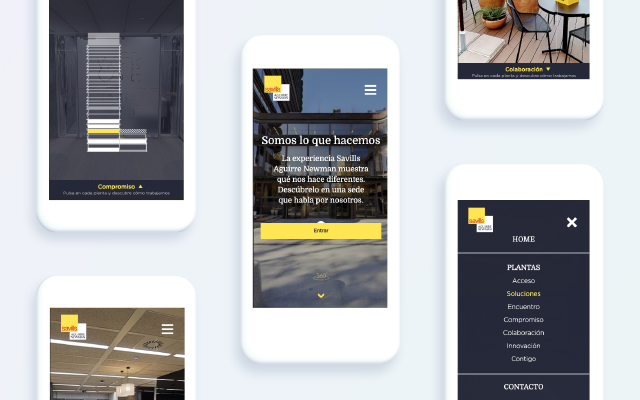 Compromiso ▲
Pulse en cada planta y descubre cómo trabajamos
savills
AGUIRRE
NEWMAN
savills
AGUIRRE
NEWMAN
Somos lo que hacemos
La experiencia Savills
Aguirre Newman muestra
qué nos hace diferentes.
Descúbrelo en una sede
que habla por nosotros.
Entrar
Colaboración ▼
Pulse en cada planta y descubre cómo trabajamos
savills
AGUIRRE
NEWMAN
HOME
PLANTAS
Acceso
Soluciones
Encuentro
Compromiso
Colaboración
Innovación
Contigo
CONTACTO